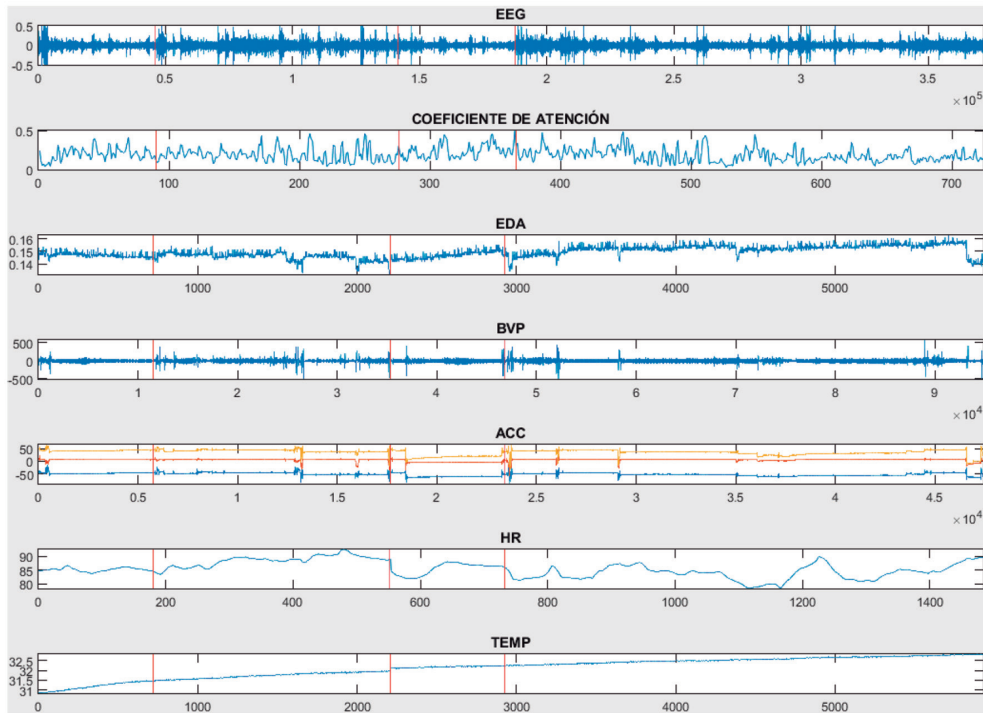 EEG
0.5
0
-0.5
0 0.5 1 1.5 2 2.5 3 3.5
× 10^5
COEFICIENTE DE ATENCIÓN
0.5
0
0 100 200 300 400 500 600 700
EDA
0.16
0.15
0.14
0 1000 2000 3000 4000 5000
BVP
500
0
-500
0 1 2 3 4 5 6 7 8 9
× 10^4
ACC
50
0
-50
0 0.5 1 1.5 2 2.5 3 3.5 4 4.5
× 10^4
HR
90
85
80
0 200 400 600 800 1000 1200 1400
TEMP
32.5
32
31.5
31
0 1000 2000 3000 4000 5000